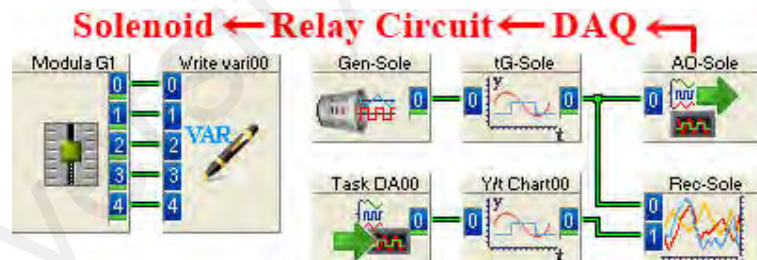 Solenoid ← Relay Circuit ← DAQ
Modula G1
0
1
2
3
4
Write vari00
0
1
2
3
4
VAR
Gen-Sole
0
tG-Sole
0
y
t
0
AO-Sole
0
Task DA00
0
Y/t Chart00
0
y
0
Rec-Sole
0
1